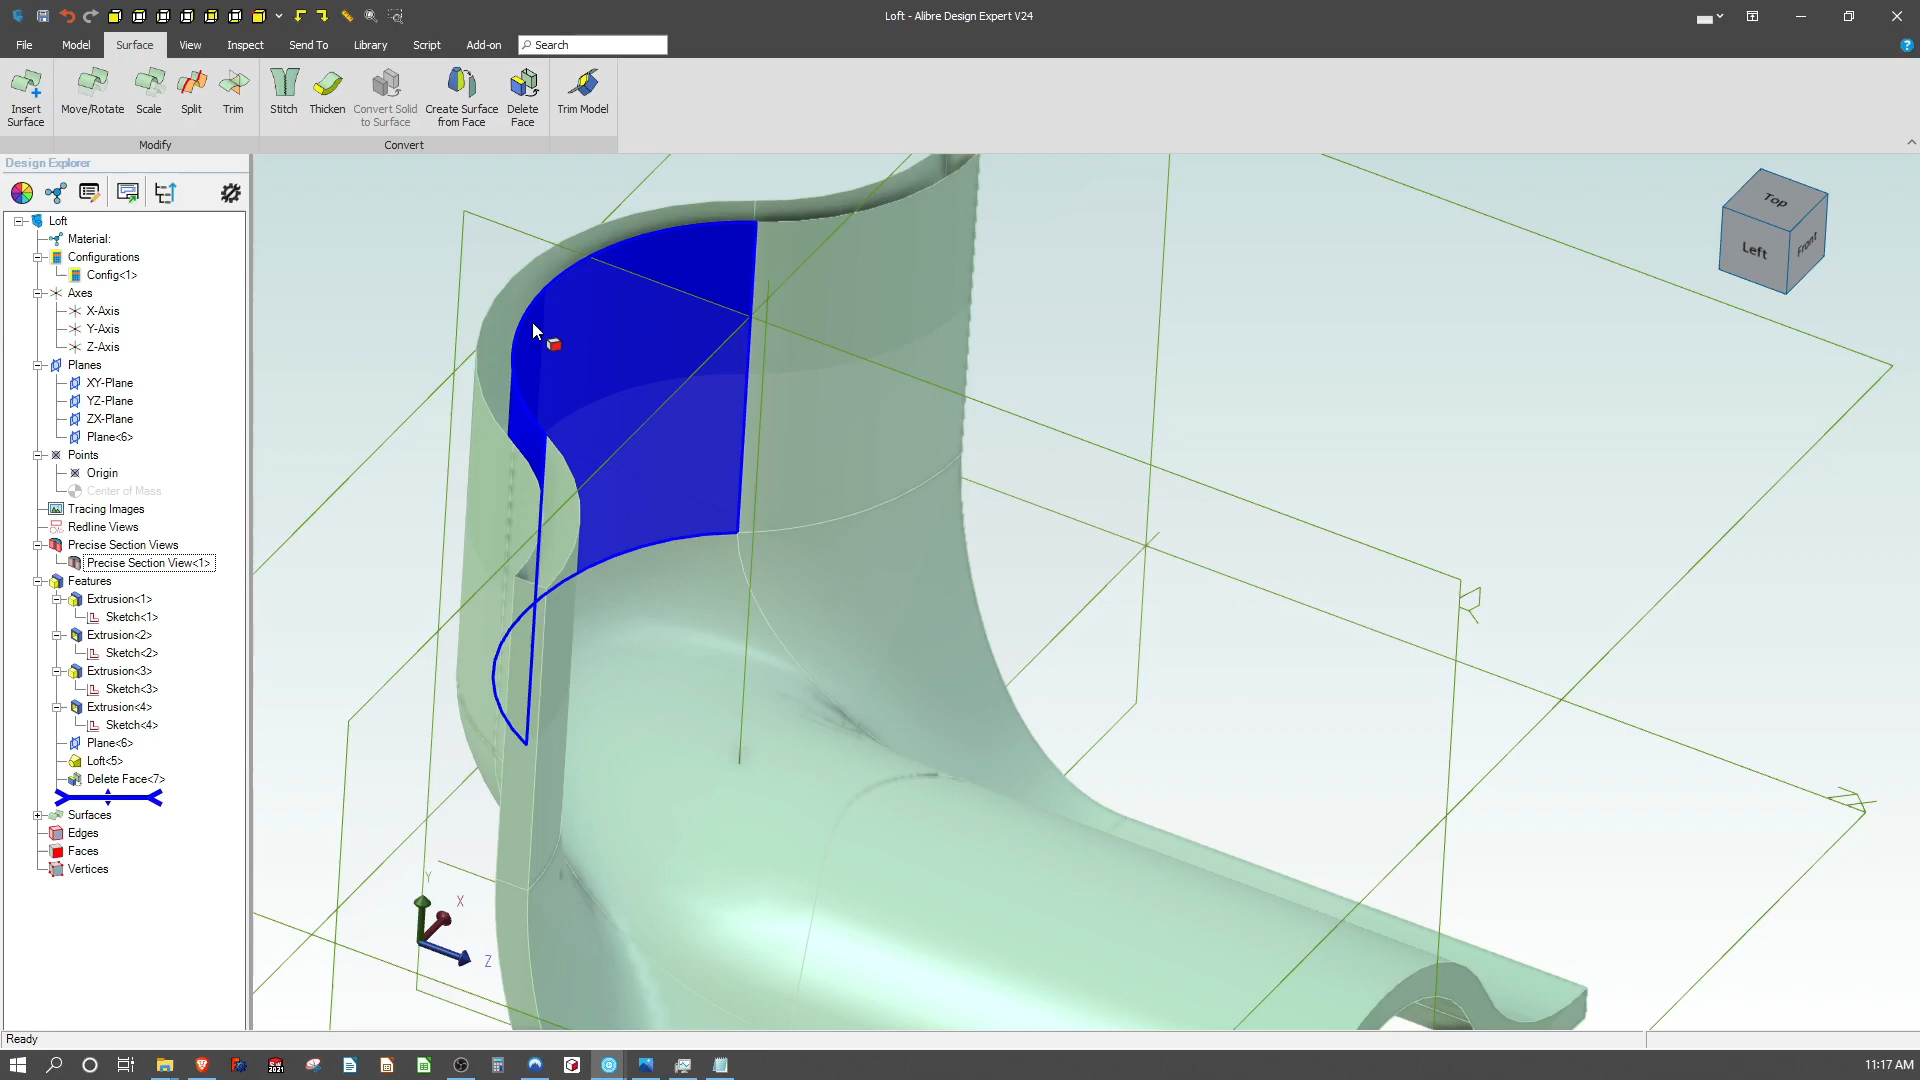 Loft - Alibre Design Expert V24
File Model Surface View Inspect Send To Library Script Add-on Search
Insert Surface
Move/Rotate
Scale
Split
Trim
Stitch
Thicken
Convert Solid to Surface
Create Surface from Face
Delete Face
Trim Model
Modify
Convert
Design Explorer
Loft
Material:
Configurations
Config<1>
Axes
X-Axis
Y-Axis
Z-Axis
Planes
XY-Plane
YZ-Plane
ZX-Plane
Plane<6>
Points
Origin
Center of Mass
Tracing Images
Redline Views
Precise Section Views
Precise Section View<1>
Features
Extrusion<1>
Sketch<1>
Extrusion<2>
Sketch<2>
Extrusion<3>
Sketch<3>
Extrusion<4>
Sketch<4>
Plane<6>
Loft<5>
Delete Face<7>
Surfaces
Edges
Faces
Vertices
Top
Left
Front
Y
X
Z
Ready
2021
11:17 AM